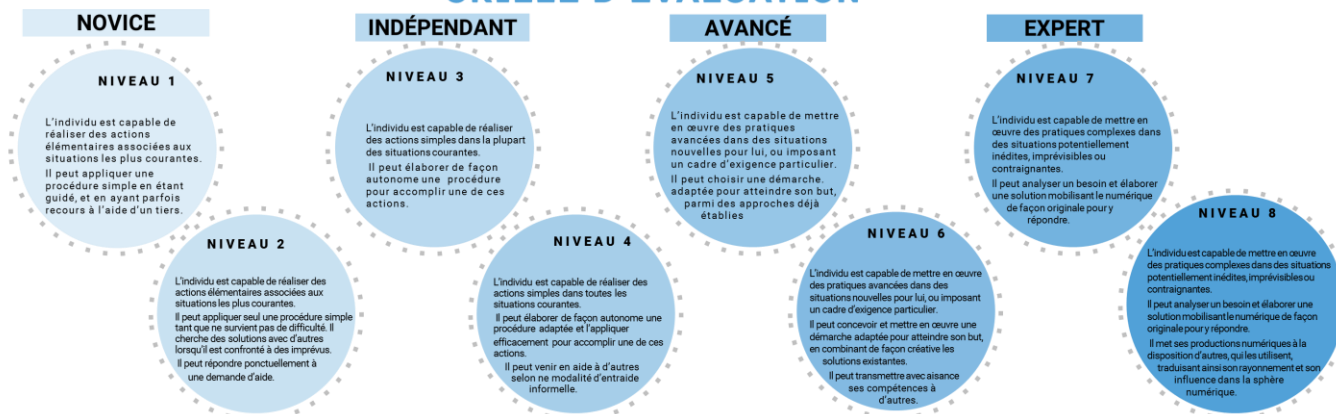 GRILLE D'ÉVALUATION
NOVICE
NIVEAU 1
L'individu est capable de
réaliser des actions
élémentaires associées aux
situations les plus courantes.
Il peut appliquer une
procédure simple en étant
guidé, et en ayant parfois
recours à l'aide d'un tiers.
NIVEAU 2
L'individu est capable de réaliser des
actions élémentaires associées aux
situations les plus courantes.
Il peut appliquer seul une procédure simple
tant que ne survient pas de difficulté. Il
cherche des solutions avec d'autres
lorsqu'il est confronté à des imprévus.
Il peut répondre ponctuellement à
une demande d'aide.
INDÉPENDANT
NIVEAU 3
L'individu est capable de réaliser
des actions simples dans la plupart
des situations courantes.
Il peut élaborer de façon
autonome une procédure
pour accomplir une de ces
actions.
NIVEAU 4
L'individu est capable de réaliser des
actions simples dans toutes les
situations courantes.
Il peut élaborer de façon autonome une
procédure adaptée et l'appliquer
efficacement pour accomplir une de ces
actions.
Il peut venir en aide à d'autres
selon ne modalité d'entraide
informelle.
AVANCÉ
NIVEAU 5
L'individu est capable de mettre
en œuvre des pratiques
avancées dans des situations
nouvelles pour lui, ou imposant
un cadre d'exigence particulier.
Il peut choisir une démarche.
adaptée pour atteindre son but,
parmi des approches déjà
établies
NIVEAU 6
L'individu est capable de mettre en œuvre
des pratiques avancées dans des
situations nouvelles pour lui, ou imposant
un cadre d'exigence particulier.
Il peut concevoir et mettre en œuvre une
démarche adaptée pour atteindre son but,
en combinant de façon créative les
solutions existantes.
Il peut transmettre avec aisance
ses compétences à
d'autres.
EXPERT
NIVEAU 7
L'individu est capable de mettre en
œuvre des pratiques complexes dans
des situations potentiellement
inédites, imprévisibles ou
contraignantes.
Il peut analyser un besoin et élaborer
une solution mobilisant le numérique
de façon originale pour y
répondre.
NIVEAU 8
L'individu est capable de mettre en œuvre
des pratiques complexes dans des situations
potentiellement inédites, imprévisibles ou
contraignantes.
Il peut analyser un besoin et élaborer une
solution mobilisant le numérique de façon
originale pour y répondre.
Il met ses productions numériques à la
disposition d'autres, qui les utilisent,
traduisant ainsi son rayonnement et son
influence dans la sphère
numérique.